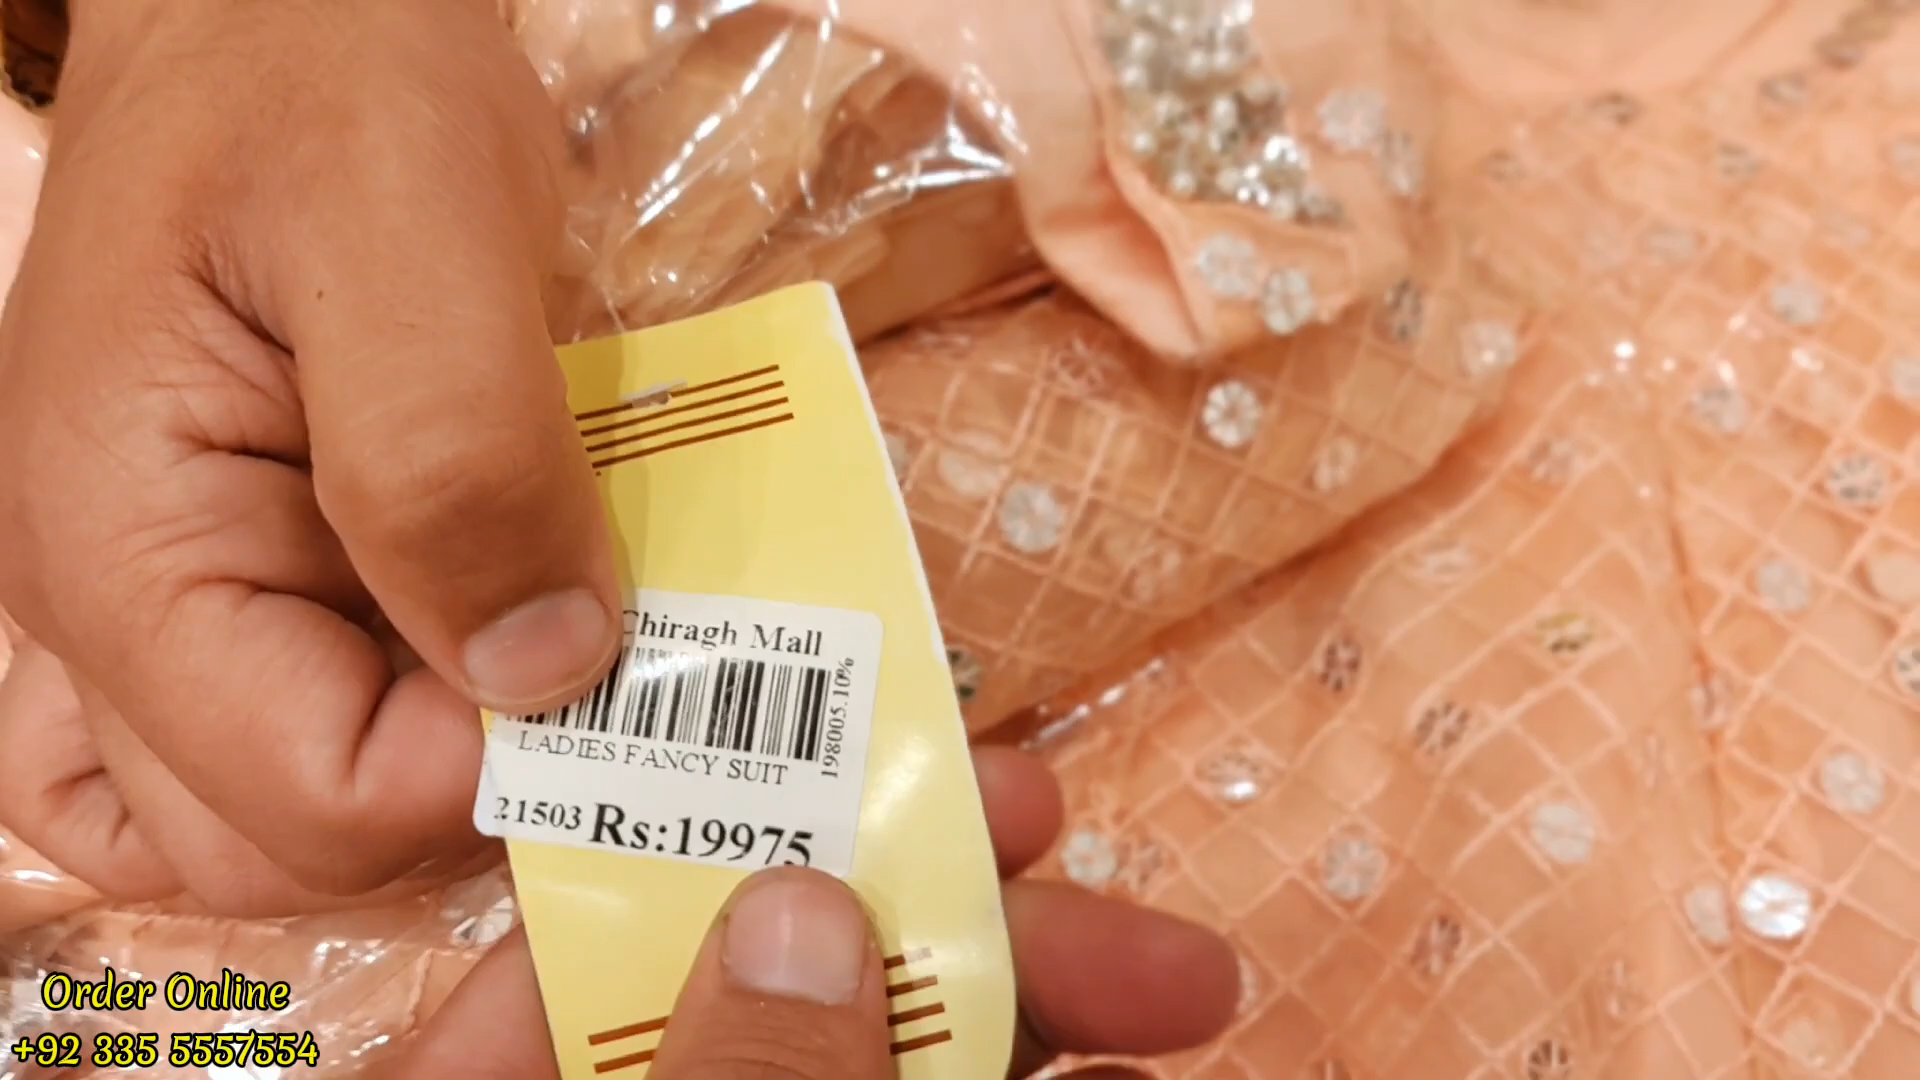 Chiragh Mall
198005.10%
LADIES FANCY SUIT
21503 Rs:19975
Order Online
+92 335 5557554